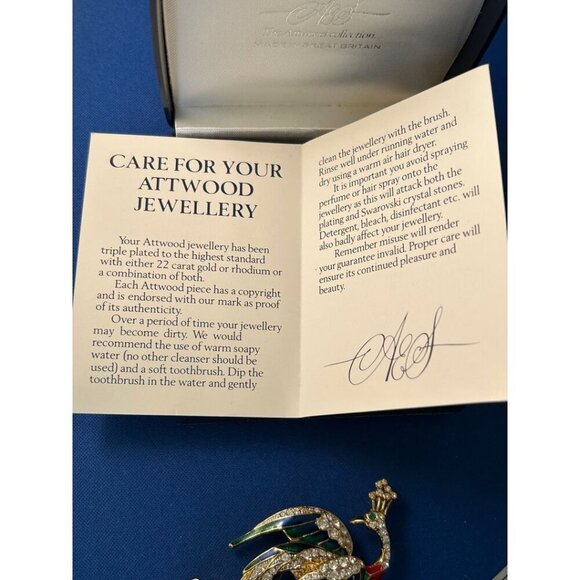 The Attwood collection.
MADE IN GREAT BRITAIN
CARE FOR YOUR
ATTWOOD
JEWELLERY
Your Attwood jewellery has been
triple plated to the highest standard
with either 22 carat gold or rhodium or
a combination of both.
Each Attwood piece has a copyright
and is endorsed with our mark as proof
of its authenticity.
Over a period of time your jewellery
may become dirty. We would
recommend the use of warm soapy
water (no other cleanser should be
used) and a soft toothbrush. Dip the
toothbrush in the water and gently
clean the jewellery with the brush.
Rinse well under running water and
dry using a warm air hair dryer.
It is important you avoid spraying
perfume or hair spray onto the
jewellery as this will attack both the
plating and Swarovski crystal stones.
Detergent, bleach, disinfectant etc. will
also badly affect your jewellery.
Remember misuse will render
your guarantee invalid. Proper care will
ensure its continued pleasure and
beauty.